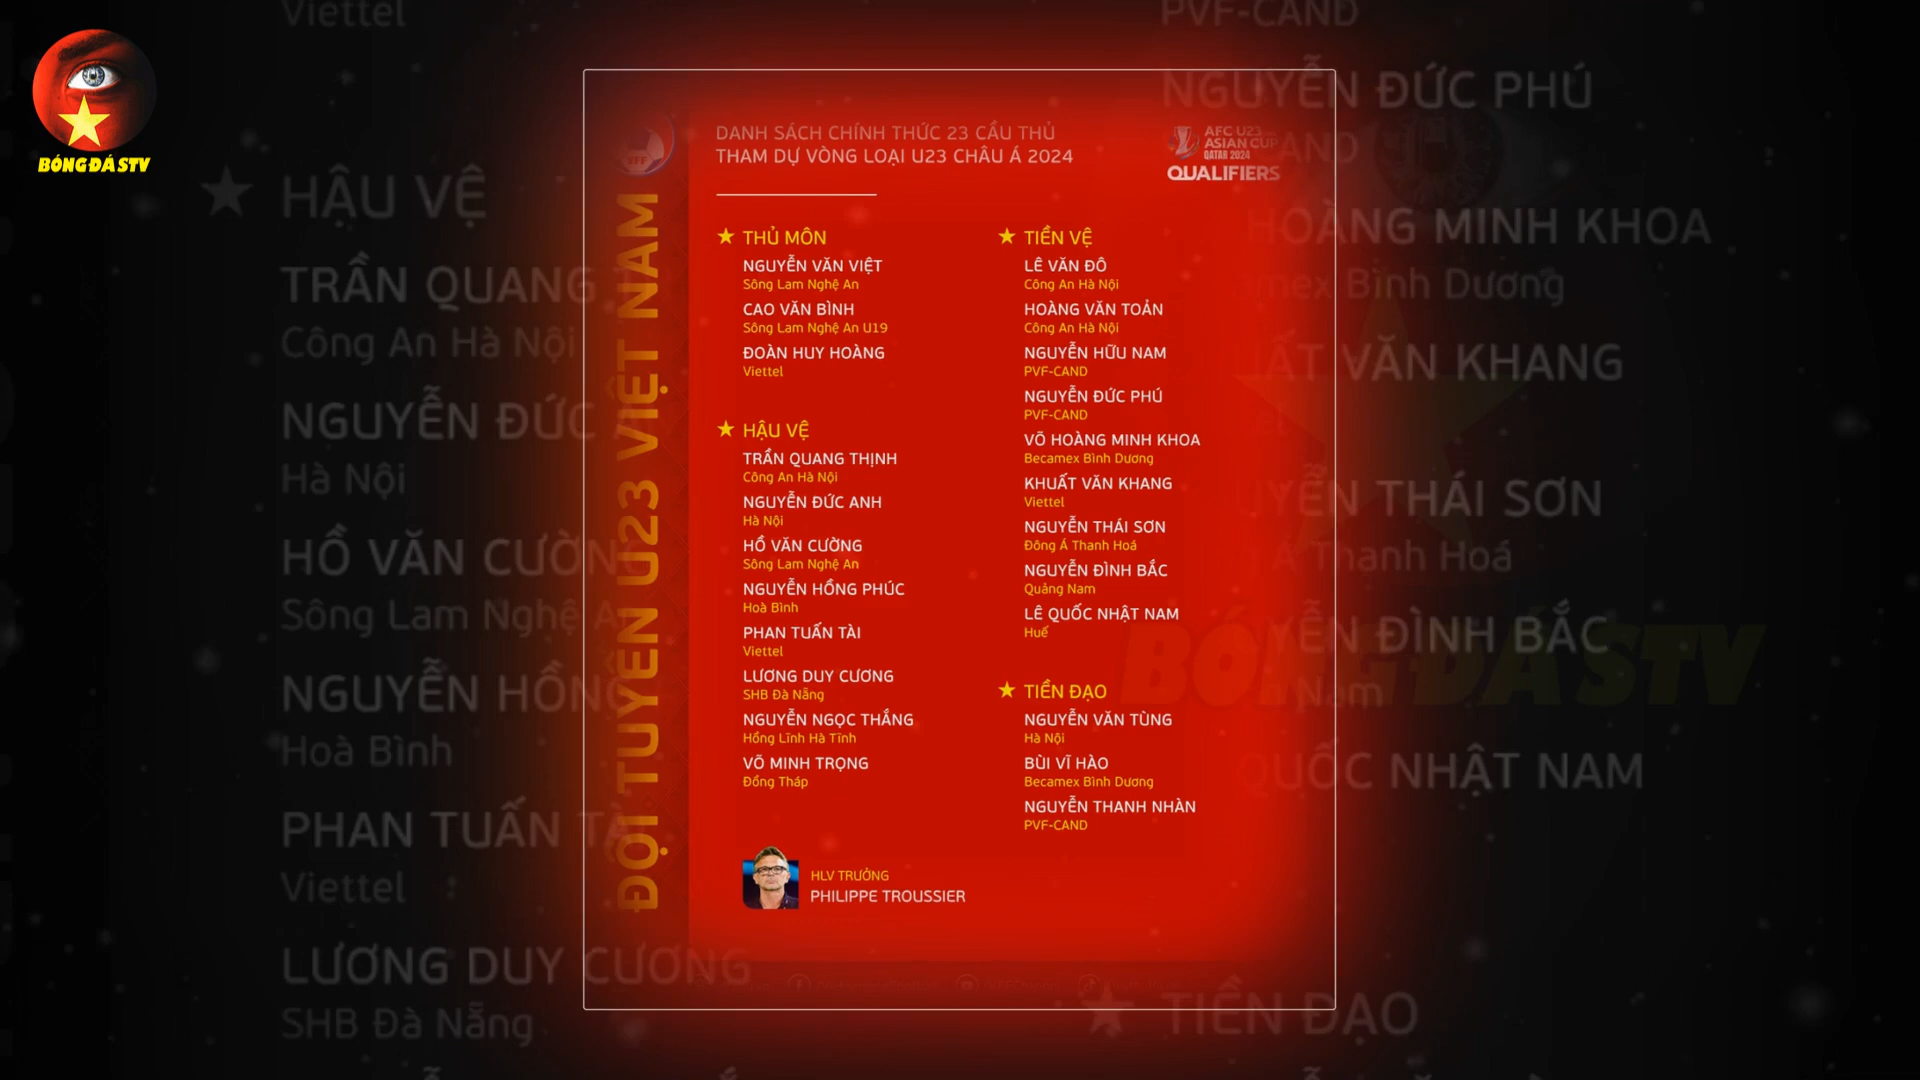 BÓNG ĐÁ STV
DANH SÁCH CHÍNH THỨC 23 CẦU THỦ
THAM DỰ VÒNG LOẠI U23 CHÂU Á 2024
AFC U23
ASIAN CUP
QATAR 2024
QUALIFIERS
ĐỘI TUYỂN U23 VIỆT NAM
THỦ MÔN
NGUYỄN VĂN VIỆT
Sông Lam Nghệ An
CAO VĂN BÌNH
Sông Lam Nghệ An U19
ĐOÀN HUY HOÀNG
Viettel
HẬU VỆ
TRẦN QUANG THỊNH
Công An Hà Nội
NGUYỄN ĐỨC ANH
Hà Nội
HỒ VĂN CƯỜNG
Sông Lam Nghệ An
NGUYỄN HỒNG PHÚC
Hoà Bình
PHAN TUẤN TÀI
Viettel
LƯƠNG DUY CƯƠNG
SHB Đà Nẵng
NGUYỄN NGỌC THẮNG
Hồng Lĩnh Hà Tĩnh
VÕ MINH TRỌNG
Đồng Tháp
TIỀN VỆ
LÊ VĂN ĐÔ
Công An Hà Nội
HOÀNG VĂN TOẢN
Công An Hà Nội
NGUYỄN HỮU NAM
PVF-CAND
NGUYỄN ĐỨC PHÚ
PVF-CAND
VÕ HOÀNG MINH KHOA
Becamex Bình Dương
KHUẤT VĂN KHANG
Viettel
NGUYỄN THÁI SƠN
Đông Á Thanh Hoá
NGUYỄN ĐÌNH BẮC
Quảng Nam
LÊ QUỐC NHẬT NAM
Huế
TIỀN ĐẠO
NGUYỄN VĂN TÙNG
Hà Nội
BÙI VĨ HÀO
Becamex Bình Dương
NGUYỄN THANH NHÀN
PVF-CAND
HLV TRƯỞNG
PHILIPPE TROUSSIER
Viettel
HẬU VỆ
TRẦN QUANG
Công An Hà Nội
NGUYỄN ĐỨC
Hà Nội
HỒ VĂN CƯỜN
Sông Lam Nghệ A
NGUYỄN HỒNG
Hoà Bình
PHAN TUẤN TÀ
Viettel
LƯƠNG DUY CƯƠNG
SHB Đà Nẵng
PVF-CAND
NGUYỄN ĐỨC PHÚ
AND
HOÀNG MINH KHOA
Bình Dương
VĂN KHANG
THÁI SƠN
Á Thanh Hoá
ĐÌNH BẮC
Nam
QUỐC NHẬT NAM
BÓNG ĐÁ STV
TIỀN ĐẠO